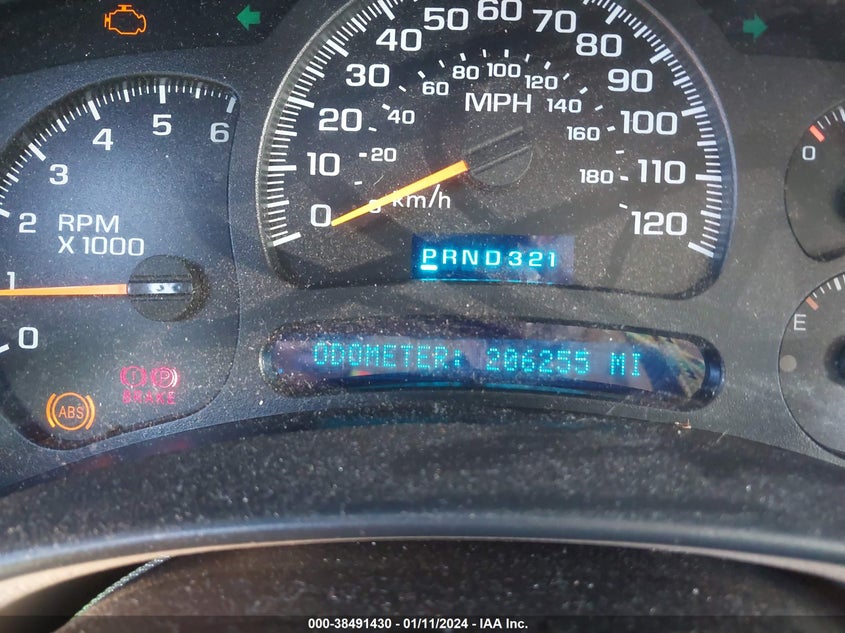 60
50 70
40 80
30 90
20 100
10 110
0 120
80 100 120
60 140
40 160
20 180
MPH
km/h
6
5
4
3
2
1
0
RPM
X 1000
PRND321
ODOMETER: 206255 MI
ABS
P
BRAKE
0
E
000-38491430 - 01/11/2024 - IAA Inc.